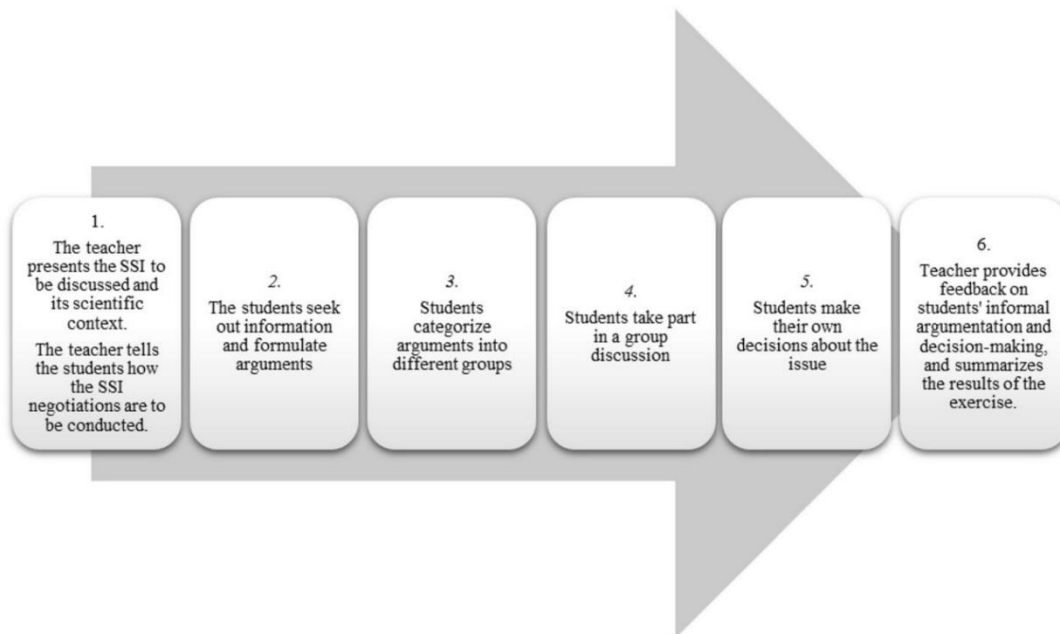 1.
The teacher
presents the SSI to
be discussed and
its scientific
context.
The teacher tells
the students how
the SSI
negotiations are to
be conducted.
2.
The students seek
out information
and formulate
arguments
3.
Students
categorize
arguments into
different groups
4.
Students take part
in a group
discussion
5.
Students make
their own
decisions about the
issue
6.
Teacher provides
feedback on
students' informal
argumentation and
decision-making,
and summarizes
the results of the
exercise.